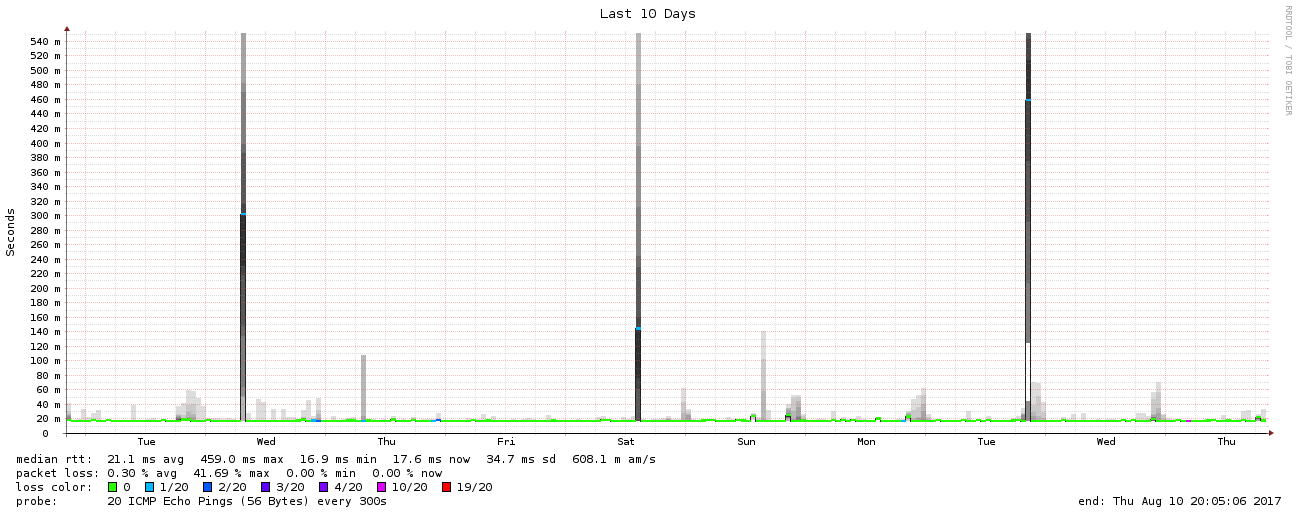 Last 10 Days
RRDTOOL / TOBI OETIKER
Seconds
540 m
520 m
500 m
480 m
460 m
440 m
420 m
400 m
380 m
360 m
340 m
320 m
300 m
280 m
260 m
240 m
220 m
200 m
180 m
160 m
140 m
120 m
100 m
80 m
60 m
40 m
20 m
0
Tue Wed Thu Fri Sat Sun Mon Tue Wed Thu
median rtt: 21.1 ms avg 459.0 ms max 16.9 ms min 17.6 ms now 34.7 ms sd 608.1 m am/s
packet loss: 0.30 % avg 41.69 % max 0.00 % min 0.00 % now
loss color: 0 1/20 2/20 3/20 4/20 10/20 19/20
probe: 20 ICMP Echo Pings (56 Bytes) every 300s end: Thu Aug 10 20:05:06 2017